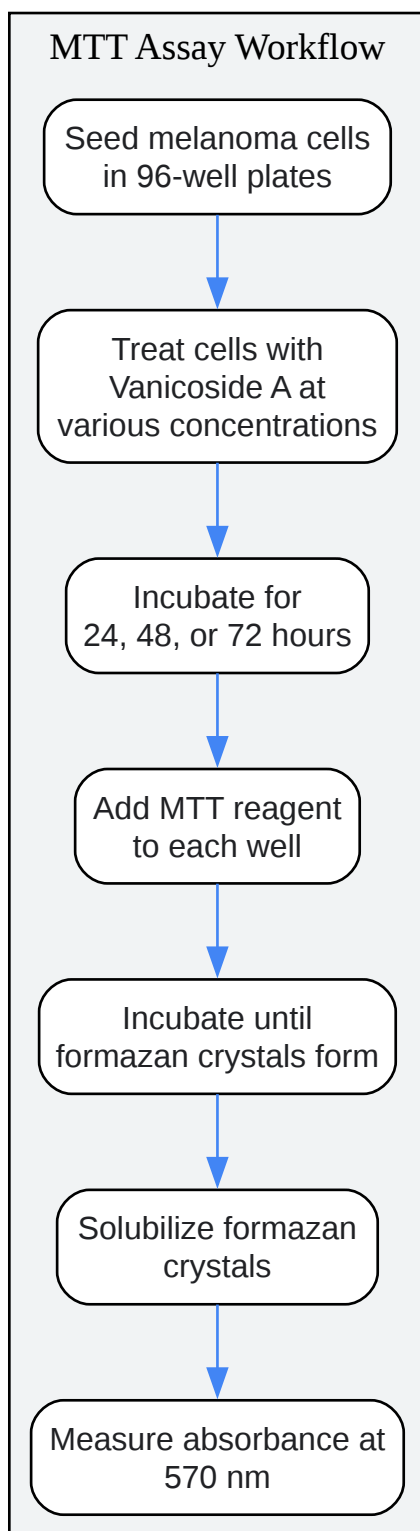 MTT Assay Workflow
Seed melanoma cells
in 96-well plates
Treat cells with
Vanicoside A at
various concentrations
Incubate for
24, 48, or 72 hours
Add MTT reagent
to each well
Incubate until
formazan crystals form
Solubilize formazan
crystals
Measure absorbance at
570 nm